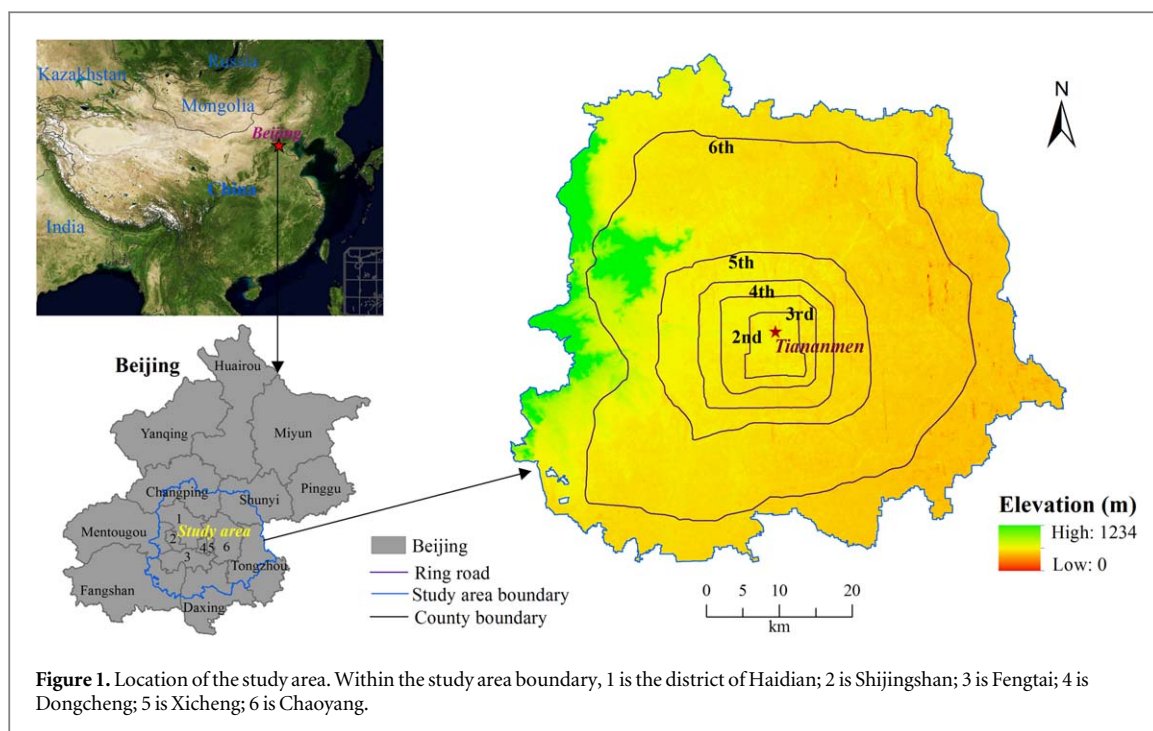 Kazakhstan
Russia
Mongolia
Beijing
China
India
Beijing
Huairou
Yanqing
Miyun
Changping
Shunyi
Pinggu
Mentougou
1
Study area
2
3
4 5 6
Tongzhou
Fangshan
Daxing
N
6th
5th
4th
3rd
2nd
Tiananmen
Beijing
Ring road
Study area boundary
County boundary
Elevation (m)
High: 1234
Low: 0
0 5 10 20
km
Figure 1. Location of the study area. Within the study area boundary, 1 is the district of Haidian; 2 is Shijingshan; 3 is Fengtai; 4 is
Dongcheng; 5 is Xicheng; 6 is Chaoyang.